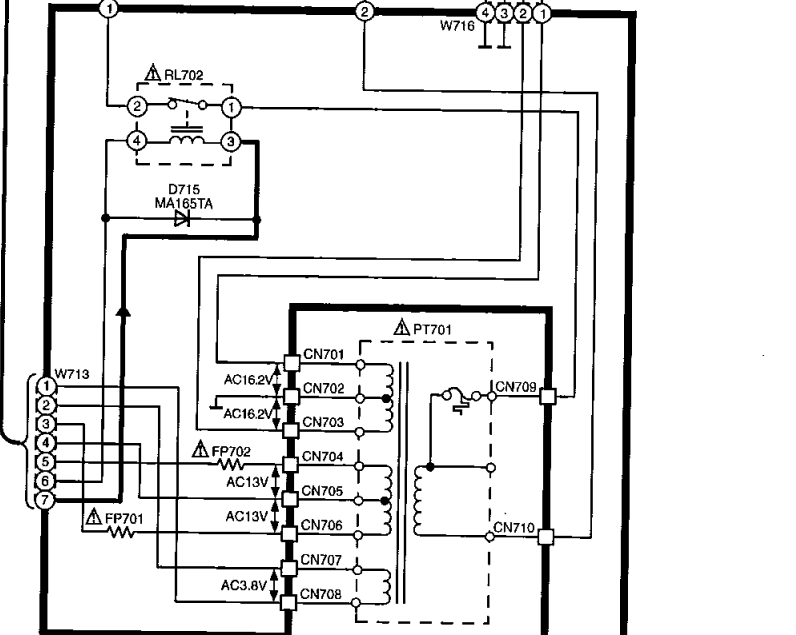 1
2
4 3 2 1
W716
⚠ RL702
2
1
4
3
D715
MA165TA
⚠ PT701
CN701
AC16.2V
CN702
AC16.2V
CN703
CN709
W713
1
2
3
4
5
6
7
⚠ FP702
CN704
AC13V
CN705
⚠ FP701
AC13V
CN706
CN710
CN707
AC3.8V
CN708